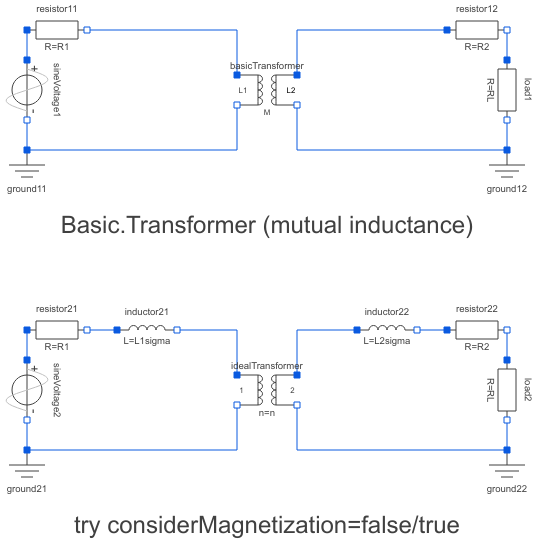 resistor11
resistor12
R=R1
R=R2
sineVoltage1
+
-
basicTransformer
L1
L2
M
R=RL
load1
ground11
ground12
Basic.Transformer (mutual inductance)
resistor21
inductor21
inductor22
resistor22
R=R1
L=L1sigma
L=L2sigma
R=R2
sineVoltage2
+
-
idealTransformer
1
2
n=n
R=RL
load2
ground21
ground22
try considerMagnetization=false/true